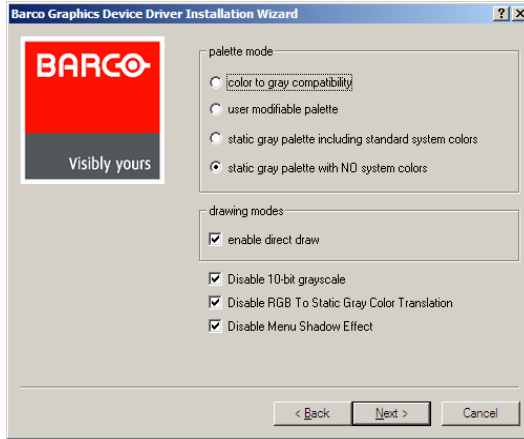 Barco Graphics Device Driver Installation Wizard
BARCO
Visibly yours
palette mode
color to gray compatibility
user modifiable palette
static gray palette including standard system colors
static gray palette with NO system colors
drawing modes
enable direct draw
Disable 10-bit grayscale
Disable RGB To Static Gray Color Translation
Disable Menu Shadow Effect
< Back
Next >
Cancel